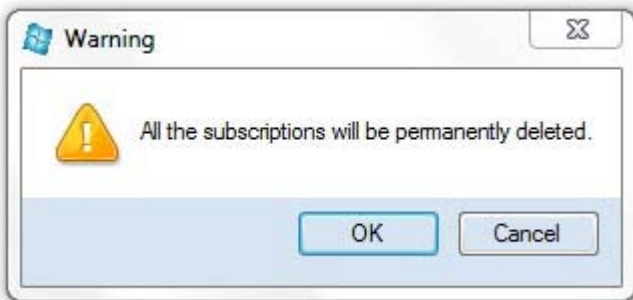 Warning
All the subscriptions will be permanently deleted.
OK
Cancel